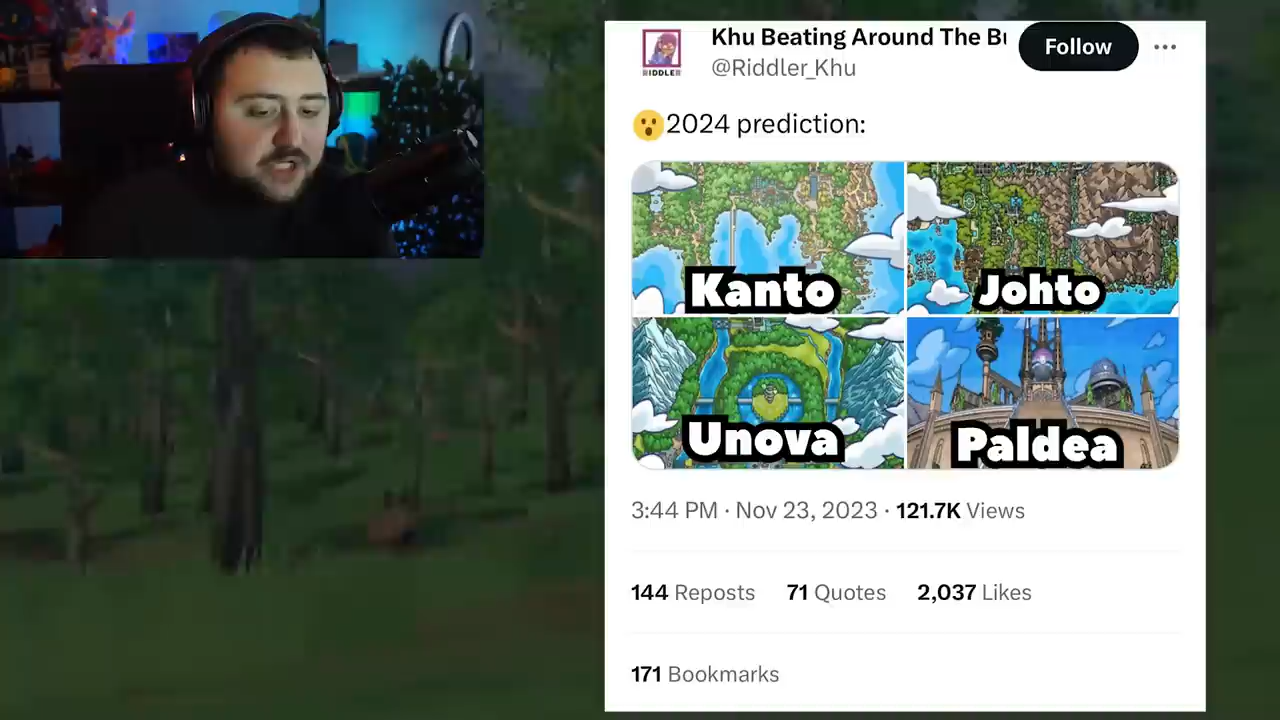 Khu Beating Around The Bu
Follow
@Riddler_Khu
RIDDLER
😮2024 prediction:
Kanto
Johto
Unova
Paldea
3:44 PM · Nov 23, 2023 · 121.7K Views
144 Reposts 71 Quotes 2,037 Likes
171 Bookmarks